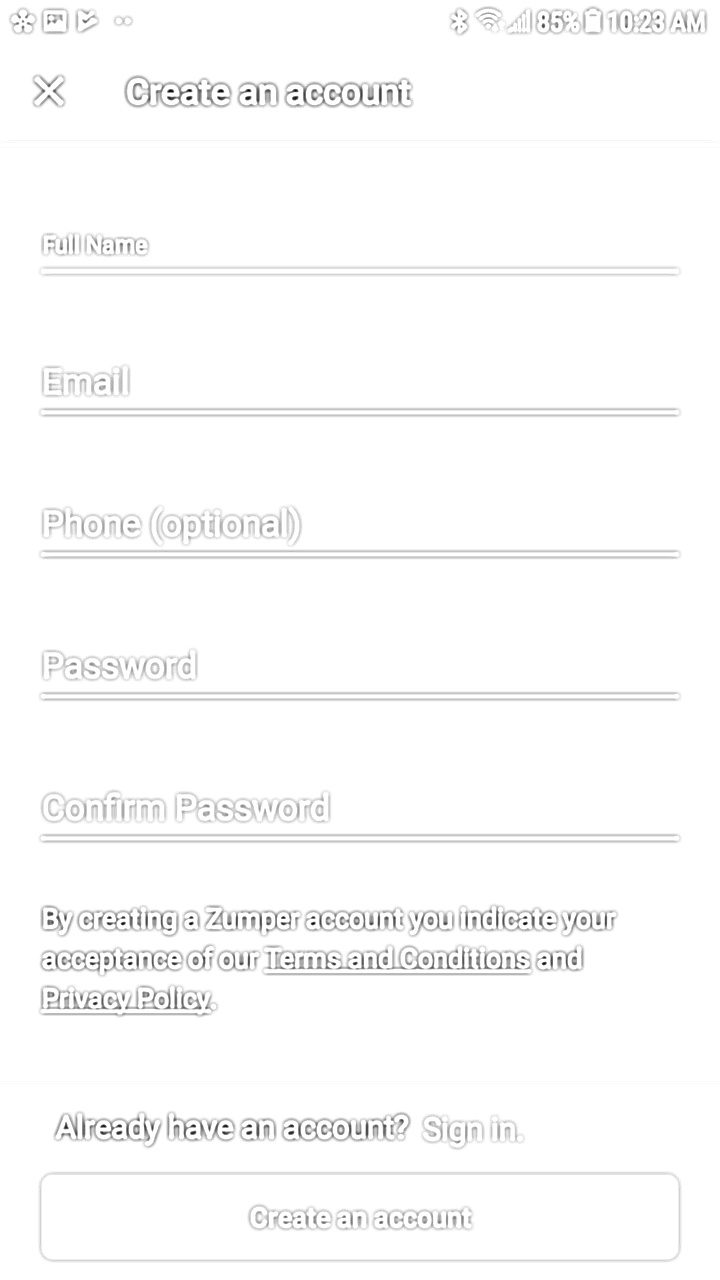 85% 10:23 AM
Create an account
Full Name
Email
Phone (optional)
Password
Confirm Password
By creating a Zumper account you indicate your
acceptance of our Terms and Conditions and
Privacy Policy.
Already have an account? Sign in.
Create an account